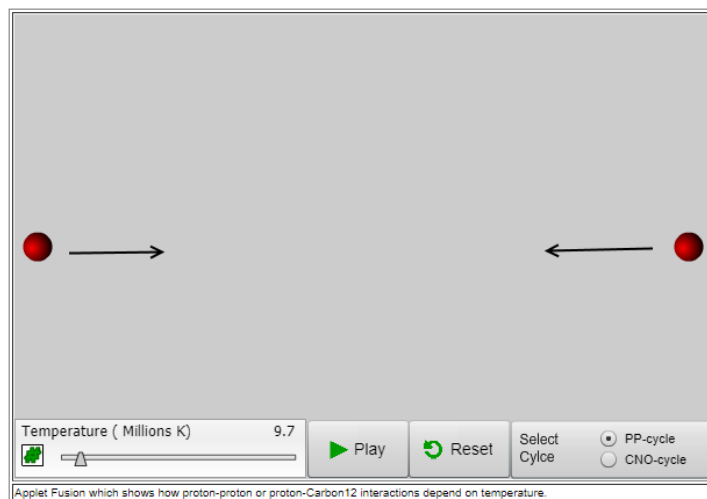 Temperature ( Millions K) 9.7
Play
Reset
Select
Cylce
PP-cycle
CNO-cycle
Applet Fusion which shows how proton-proton or proton-Carbon12 interactions depend on temperature.